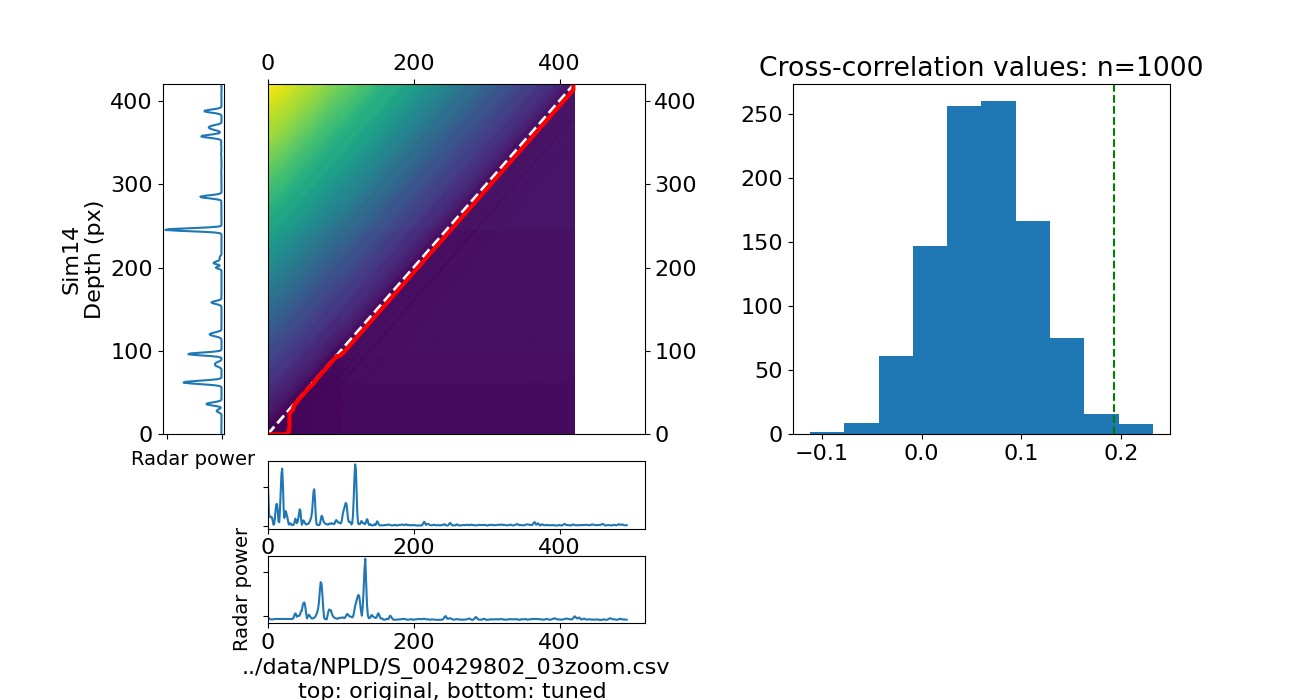 0 200 400
Cross-correlation values: n=1000
Sim14
Depth (px)
400
300
200
100
0
400
300
200
100
0
250
200
150
100
50
0
−0.1 0.0 0.1 0.2
Radar power
0 200 400
Radar power
0 200 400
../data/NPLD/S_00429802_03zoom.csv
top: original, bottom: tuned